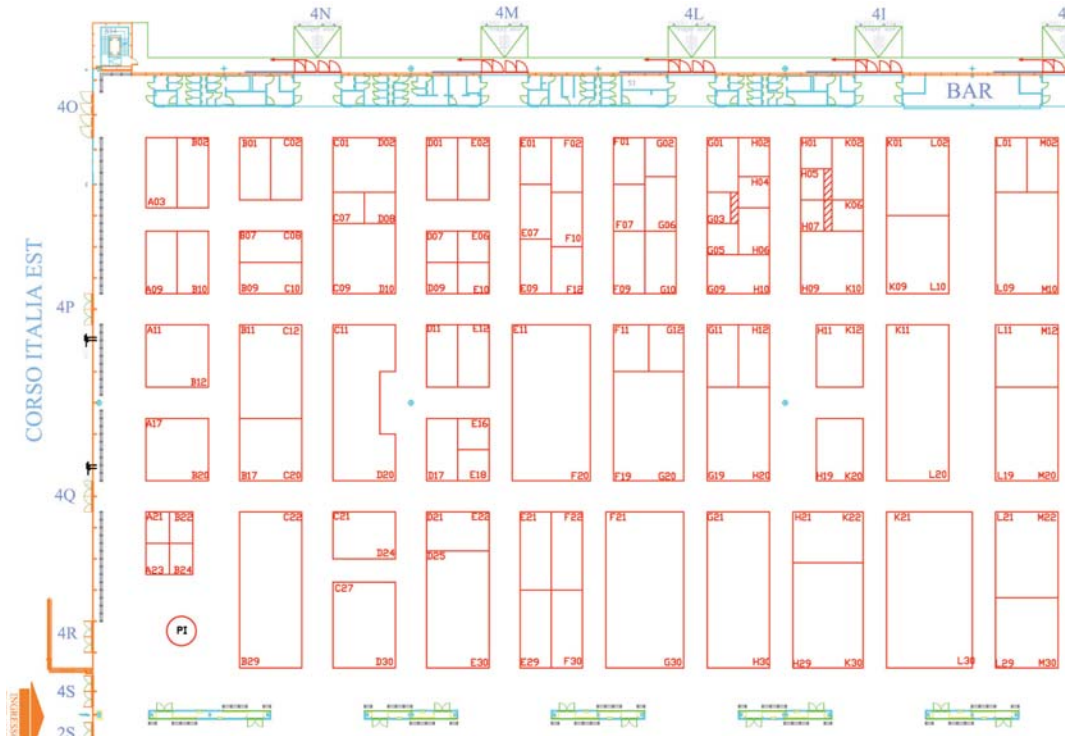 4N 4M 4L 4I 4
S1
BAR
4O
B02 B01 C02 C01 D02 D01 E02 E01 F02 F01 G02 G01 H02 H01 K02 K01 L02 L01 M02
H05
H04
A03 C07 D08 G03 K06
E07 F10 F07 G06 G05 H06 H07
B07 C08 D07 E06
A09 B10 B09 C10 C09 D10 D09 E10 E09 F12 F09 G10 G09 H10 H09 K10 K09 L10 L09 M10
CORSO ITALIA EST
4P
A11 B11 C12 C11 D11 E12 E11 F11 G12 G11 H12 H11 K12 K11 L11 M12
B12
A17 E16
B20 B17 C20 D20 D17 E18 F20 F19 G20 G19 H20 H19 K20 L20 L19 M20
4Q
A21 B22 C22 C21 D21 E22 E21 F22 F21 G21 H21 K22 K21 L21 M22
D24 D25
A23 B24
C27
4R
PI
B29 D30 E30 E29 F30 G30 H30 H29 K30 L30 L29 M30
4S
INGRESS
2S